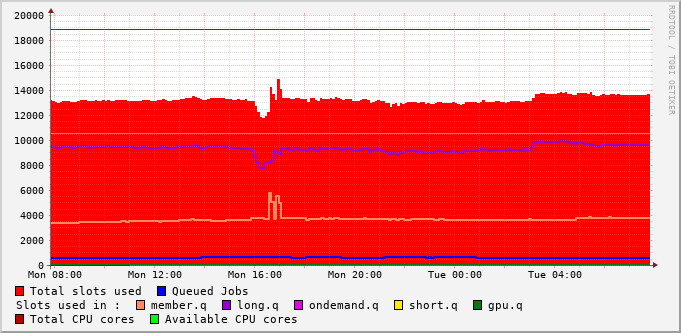 RRDTOOL / TOBI OETIKER
20000
18000
16000
14000
12000
10000
8000
6000
4000
2000
0
Mon 08:00 Mon 12:00 Mon 16:00 Mon 20:00 Tue 00:00 Tue 04:00
Total slots used Queued Jobs
Slots used in : member.q long.q ondemand.q short.q gpu.q
Total CPU cores Available CPU cores